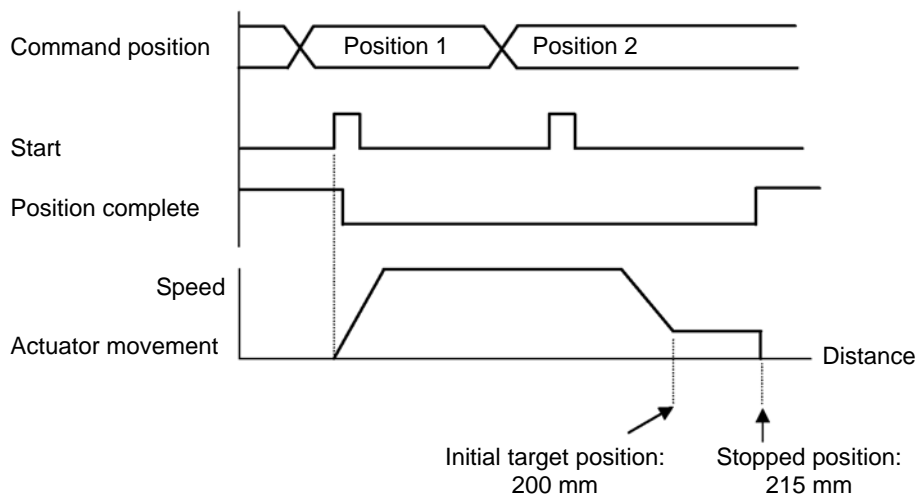 Command position
Position 1
Position 2
Start
Position complete
Speed
Actuator movement
Distance
Initial target position:
200 mm
Stopped position:
215 mm